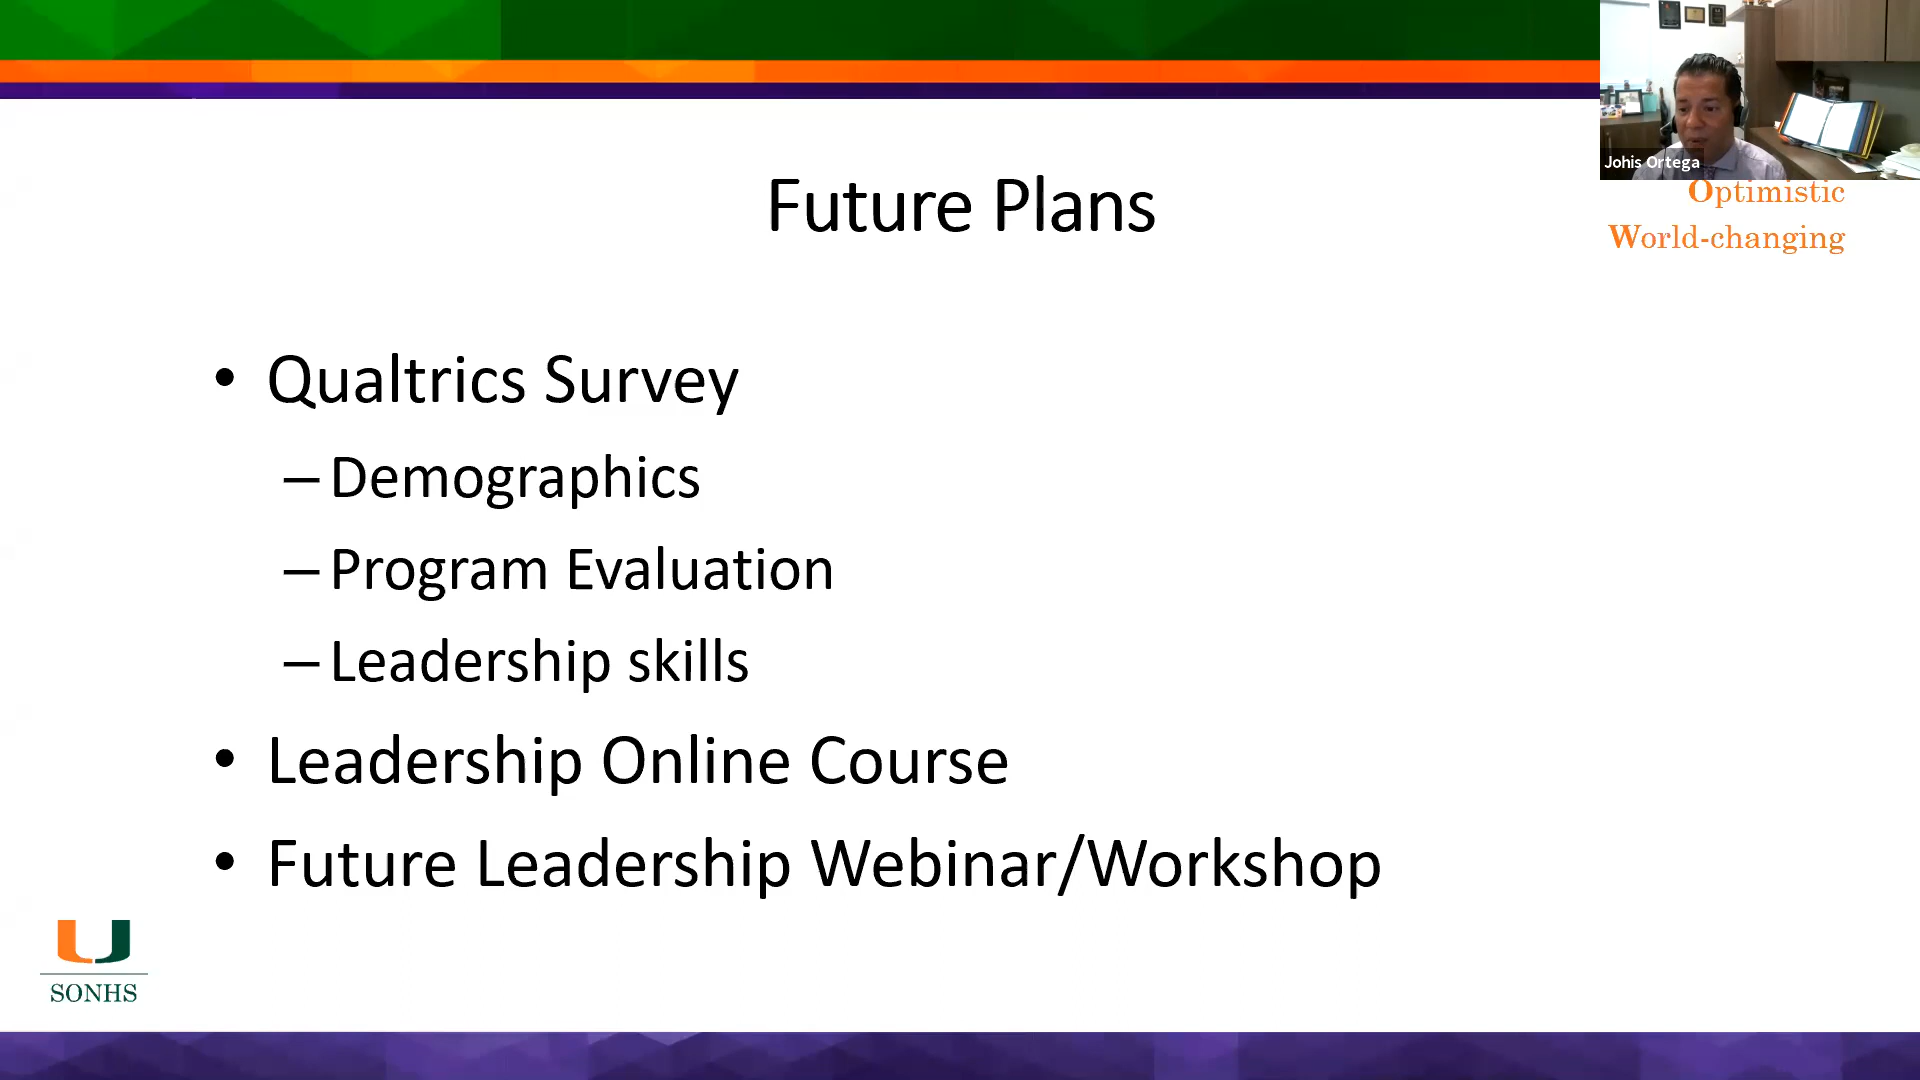 Johis Ortega
Optimistic
World-changing
Future Plans
• Qualtrics Survey
– Demographics
– Program Evaluation
– Leadership skills
• Leadership Online Course
• Future Leadership Webinar/Workshop
U
SONHS